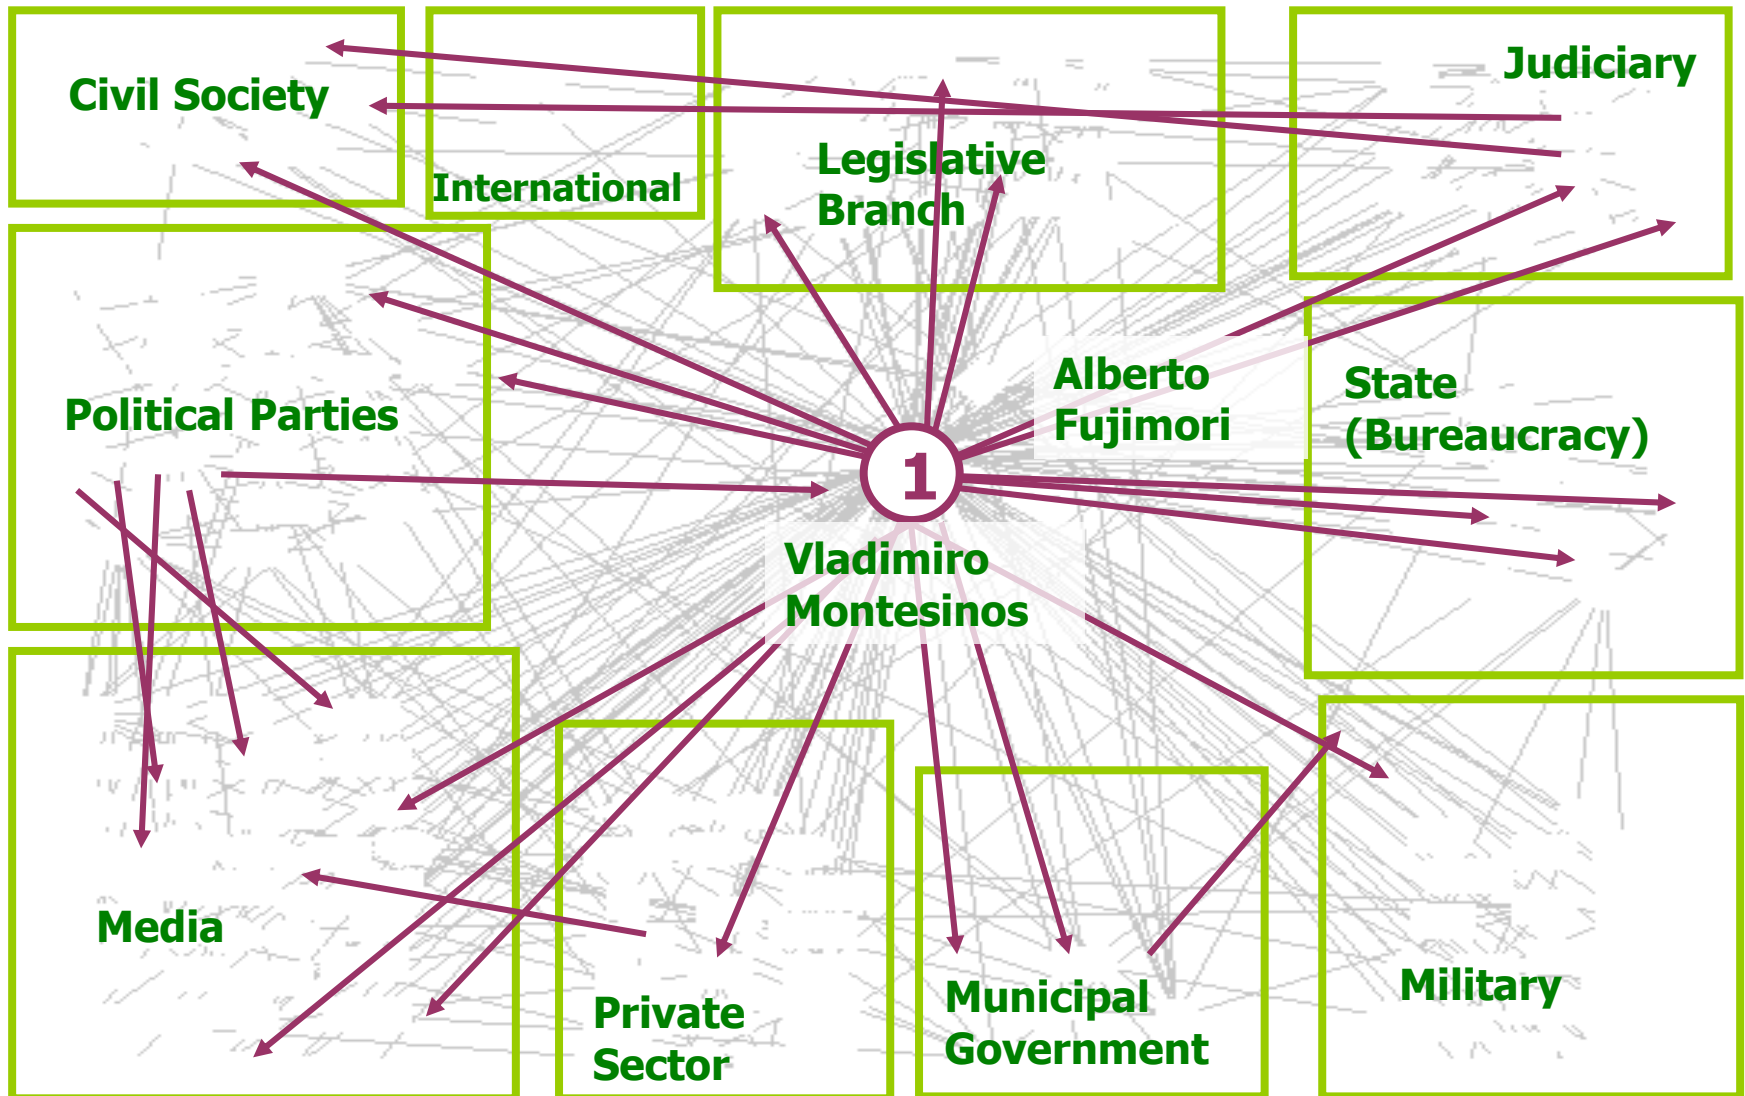 Civil Society
International
Legislative
Branch
Judiciary
Political Parties
Alberto
Fujimori
State
(Bureaucracy)
1
Vladimiro
Montesinos
Media
Private
Sector
Municipal
Government
Military